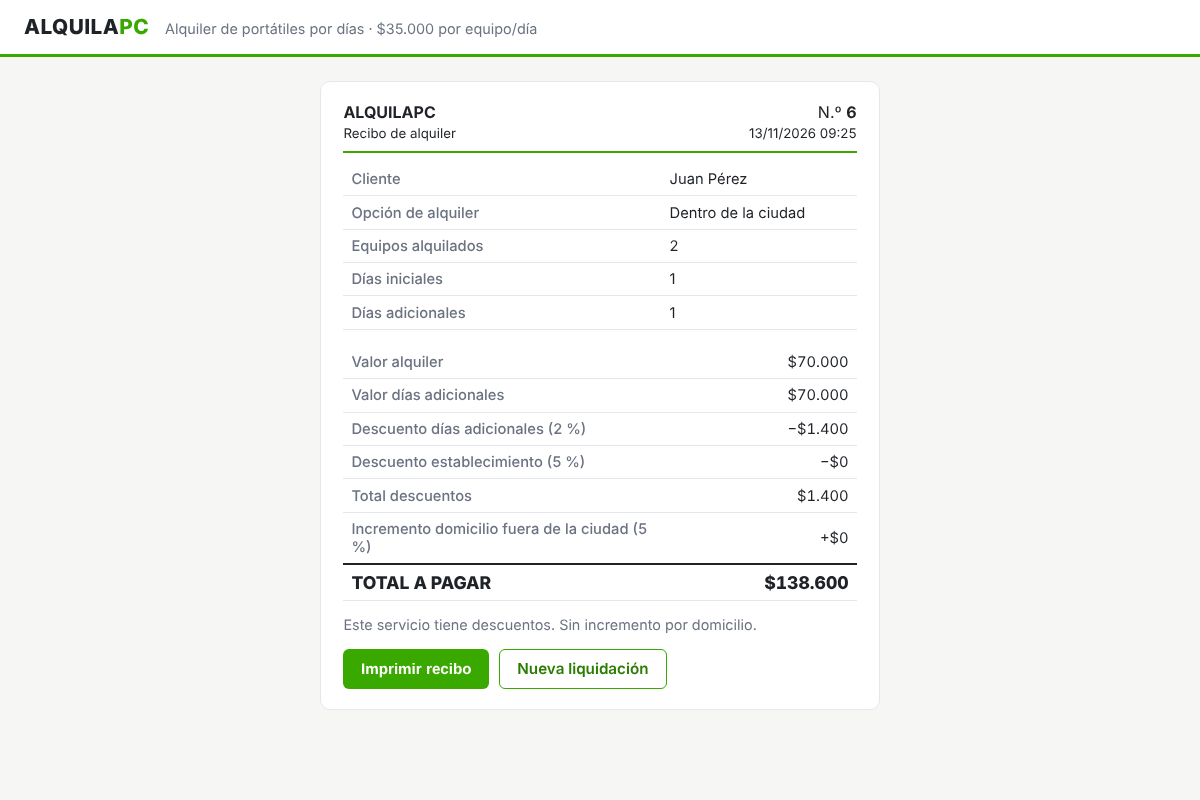 ALQUILAPC Alquiler de portátiles por días · $35.000 por equipo/día
ALQUILAPC N.º 6
Recibo de alquiler 13/11/2026 09:25
Cliente Juan Pérez
Opción de alquiler Dentro de la ciudad
Equipos alquilados 2
Días iniciales 1
Días adicionales 1
Valor alquiler $70.000
Valor días adicionales $70.000
Descuento días adicionales (2 %) −$1.400
Descuento establecimiento (5 %) −$0
Total descuentos $1.400
Incremento domicilio fuera de la ciudad (5
%) +$0
TOTAL A PAGAR $138.600
Este servicio tiene descuentos. Sin incremento por domicilio.
Imprimir recibo Nueva liquidación